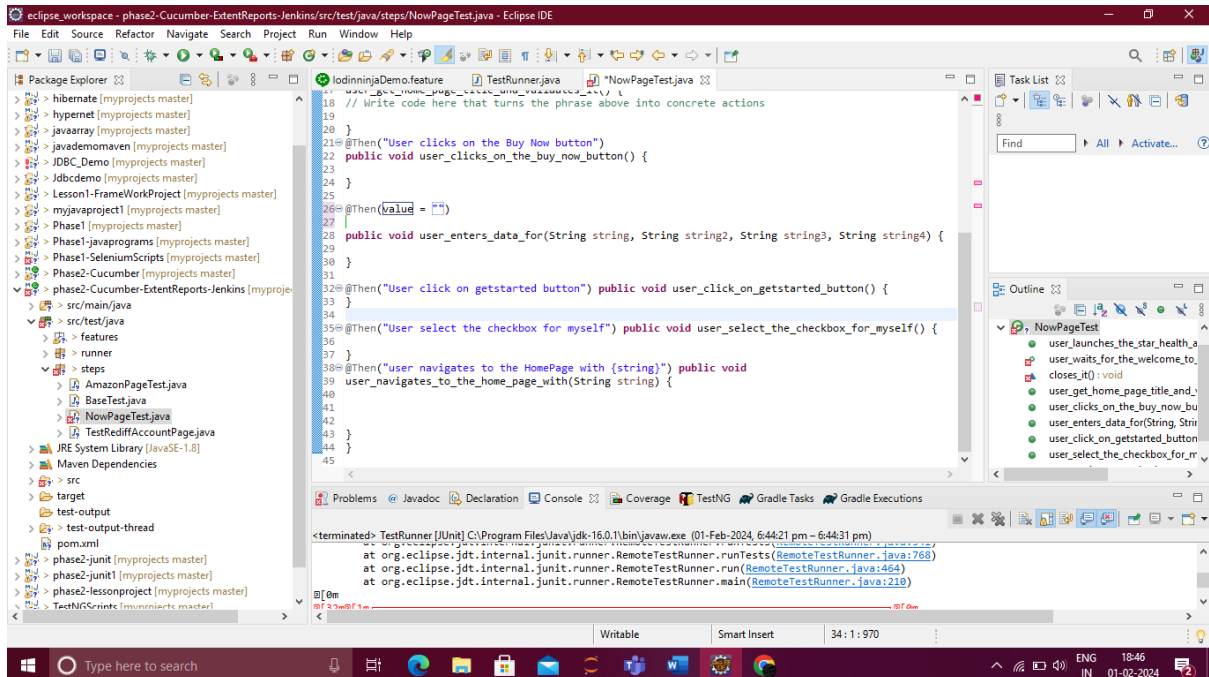 eclipse_workspace - phase2-Cucumber-ExtentReports-Jenkins/src/test/java/steps/NowPageTest.java - Eclipse IDE
File Edit Source Refactor Navigate Search Project Run Window Help
Package Explorer
> hibernate [myprojects master]
> hypernet [myprojects master]
> javaarray [myprojects master]
> javademomaven [myprojects master]
> JDBC_Demo [myprojects master]
> Jdbcdemo [myprojects master]
> Lesson1-FrameWorkProject [myprojects master]
> myjavaproject1 [myprojects master]
> Phase1 [myprojects master]
> Phase1-javaprograms [myprojects master]
> Phase1-SeleniumScripts [myprojects master]
> Phase2-Cucumber [myprojects master]
> phase2-Cucumber-ExtentReports-Jenkins [myproje
> src/main/java
> src/test/java
> features
> runner
> steps
AmazonPageTest.java
BaseTest.java
NowPageTest.java
TestRediffAccountPage.java
JRE System Library [JavaSE-1.8]
Maven Dependencies
> src
target
test-output
> test-output-thread
pom.xml
> phase2-junit [myprojects master]
> phase2-junit1 [myprojects master]
> phase2-lessonproject [myprojects master]
> TestNGScripts [myprojects master]
lodinninjaDemo.feature TestRunner.java *NowPageTest.java
17 user_get_home_page_title_and_validates_it() {
18 // Write code here that turns the phrase above into concrete actions
19
20 }
21 @Then("User clicks on the Buy Now button")
22 public void user_clicks_on_the_buy_now_button() {
23
24 }
25
26 @Then(value = "")
27
28 public void user_enters_data_for(String string, String string2, String string3, String string4) {
29
30 }
31
32 @Then("User click on getstarted button") public void user_click_on_getstarted_button() {
33 }
34
35 @Then("User select the checkbox for myself") public void user_select_the_checkbox_for_myself() {
36
37 }
38 @Then("user navigates to the HomePage with {string}") public void
39 user_navigates_to_the_home_page_with(String string) {
40
41
42
43 }
44 }
45
Problems @ Javadoc Declaration Console Coverage TestNG Gradle Tasks Gradle Executions
<terminated> TestRunner [JUnit] C:\Program Files\Java\jdk-16.0.1\bin\javaw.exe (01-Feb-2024, 6:44:21 pm – 6:44:31 pm)
at org.eclipse.jdt.internal.junit.runner.RemoteTestRunner.runTests(RemoteTestRunner.java:768)
at org.eclipse.jdt.internal.junit.runner.RemoteTestRunner.run(RemoteTestRunner.java:464)
at org.eclipse.jdt.internal.junit.runner.RemoteTestRunner.main(RemoteTestRunner.java:210)
[0m
Task List
Find All Activate...
Outline
NowPageTest
user_launches_the_star_health_a
user_waits_for_the_welcome_to_
closes_it() : void
user_get_home_page_title_and_
user_clicks_on_the_buy_now_bu
user_enters_data_for(String, Strin
user_click_on_getstarted_button
user_select_the_checkbox_for_m
Writable Smart Insert 34 : 1 : 970
Type here to search
ENG
IN
18:46
01-02-2024